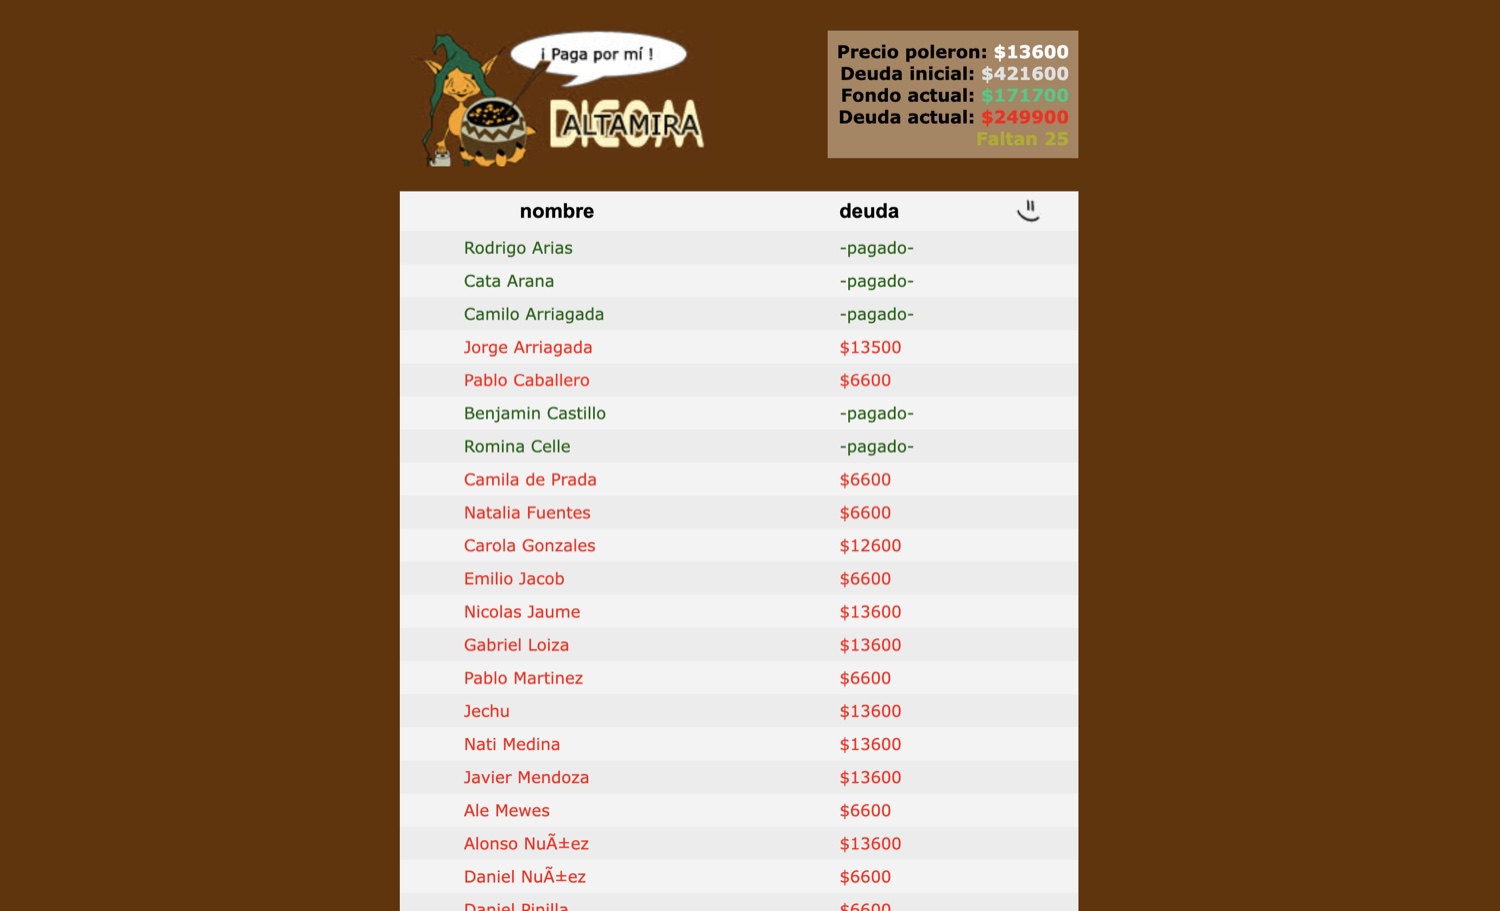 ¡ Paga por mí !
DICOM
ALTAMIRA
Precio poleron: $13600
Deuda inicial: $421600
Fondo actual: $171700
Deuda actual: $249900
Faltan 25
nombre deuda
Rodrigo Arias -pagado-
Cata Arana -pagado-
Camilo Arriagada -pagado-
Jorge Arriagada $13500
Pablo Caballero $6600
Benjamin Castillo -pagado-
Romina Celle -pagado-
Camila de Prada $6600
Natalia Fuentes $6600
Carola Gonzales $12600
Emilio Jacob $6600
Nicolas Jaume $13600
Gabriel Loiza $13600
Pablo Martinez $6600
Jechu $13600
Nati Medina $13600
Javier Mendoza $13600
Ale Mewes $6600
Alonso NuÃ±ez $13600
Daniel NuÃ±ez $6600
Daniel Pinilla $6600